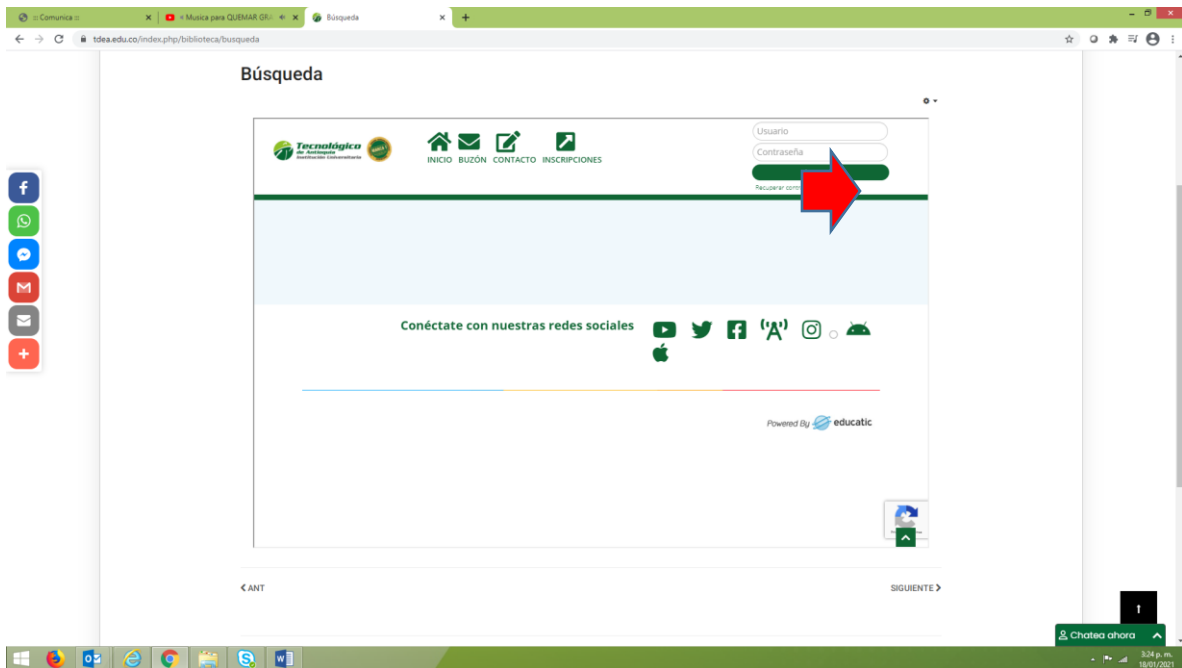 ::: Comunica :::
« Musica para QUEMAR GRA
Búsqueda
tdea.edu.co/index.php/biblioteca/busqueda
Búsqueda
Tecnológico
de Antioquia
Institución Universitaria
INICIO BUZÓN CONTACTO INSCRIPCIONES
Usuario
Contraseña
Recuperar
Conéctate con nuestras redes sociales
Powered By educatic
ANT
SIGUIENTE
Chatea ahora
3:24 p. m.
18/01/2021